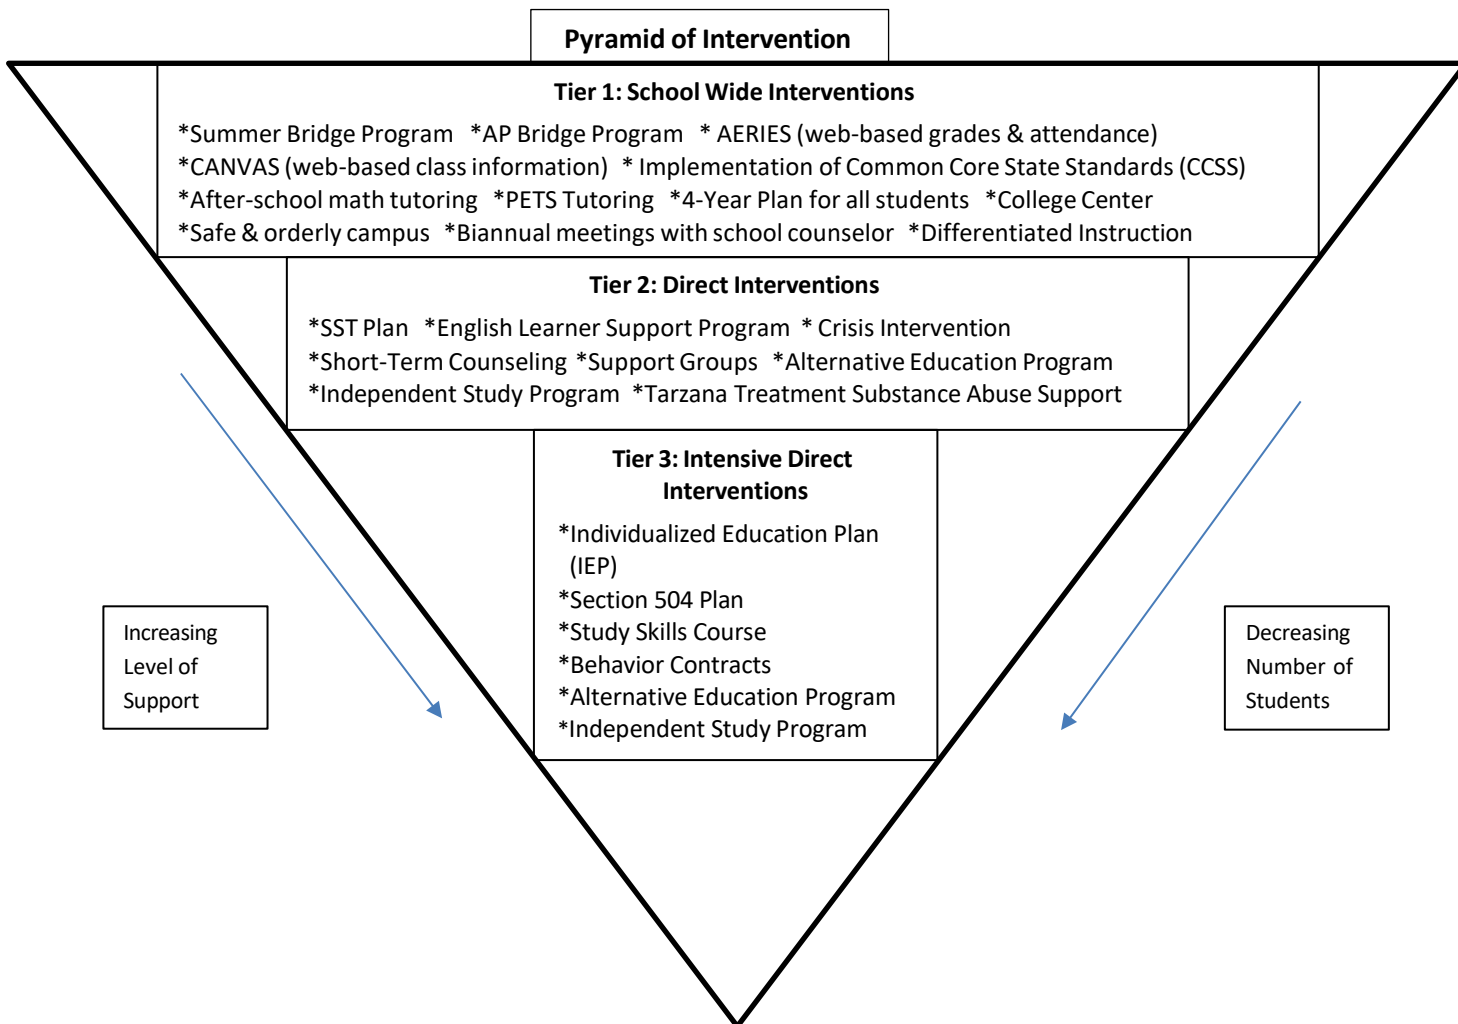 Pyramid of Intervention
Tier 1: School Wide Interventions
*Summer Bridge Program *AP Bridge Program * AERIES (web-based grades & attendance)
*CANVAS (web-based class information) * Implementation of Common Core State Standards (CCSS)
*After-school math tutoring *PETS Tutoring *4-Year Plan for all students *College Center
*Safe & orderly campus *Biannual meetings with school counselor *Differentiated Instruction
Tier 2: Direct Interventions
*SST Plan *English Learner Support Program * Crisis Intervention
*Short-Term Counseling *Support Groups *Alternative Education Program
*Independent Study Program *Tarzana Treatment Substance Abuse Support
Tier 3: Intensive Direct
Interventions
*Individualized Education Plan
(IEP)
*Section 504 Plan
*Study Skills Course
*Behavior Contracts
*Alternative Education Program
*Independent Study Program
Increasing
Level of
Support
Decreasing
Number of
Students